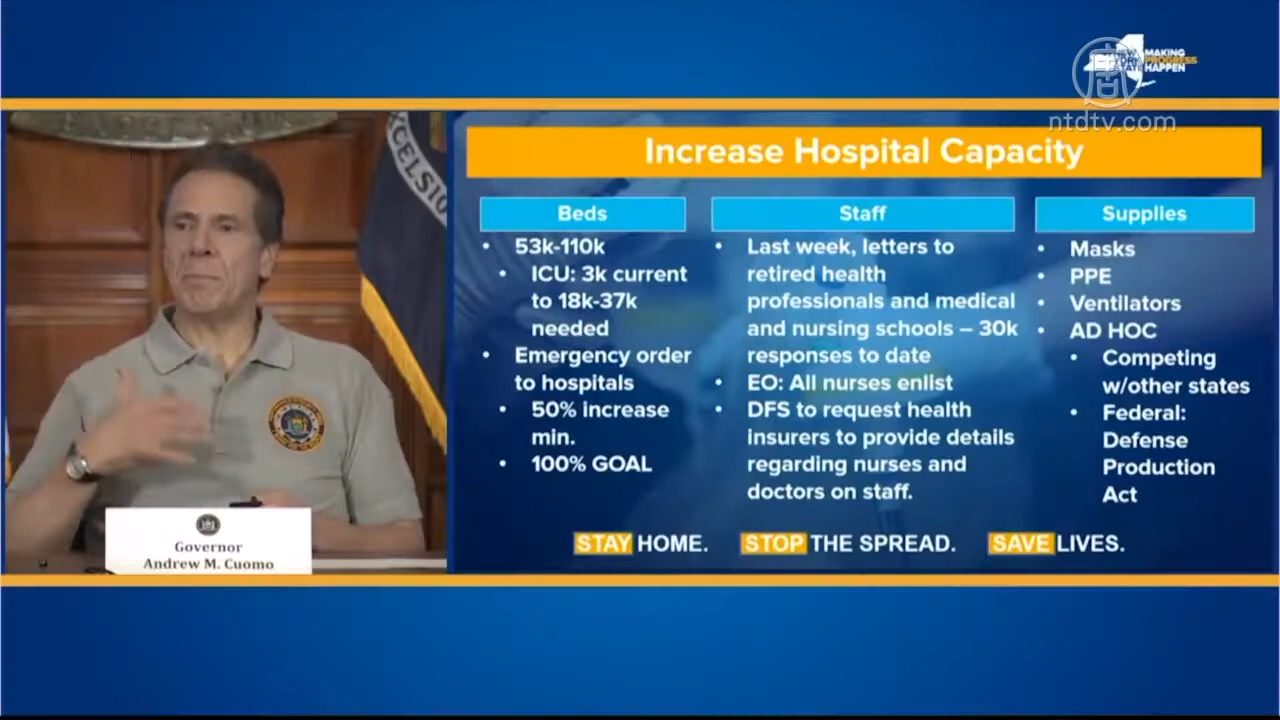 NEW
YORK
STATE
MAKING
PROGRESS
HAPPEN
ntdtv.com
EXCELSIO
Increase Hospital Capacity
Beds
• 53k-110k
• ICU: 3k current
to 18k-37k
needed
• Emergency order
to hospitals
• 50% increase
min.
• 100% GOAL
Staff
• Last week, letters to
retired health
professionals and medical
and nursing schools – 30k
responses to date
• EO: All nurses enlist
• DFS to request health
insurers to provide details
regarding nurses and
doctors on staff.
Supplies
• Masks
• PPE
• Ventilators
• AD HOC
• Competing
w/other states
• Federal:
Defense
Production
Act
STAY HOME. STOP THE SPREAD. SAVE LIVES.
Governor
Andrew M. Cuomo